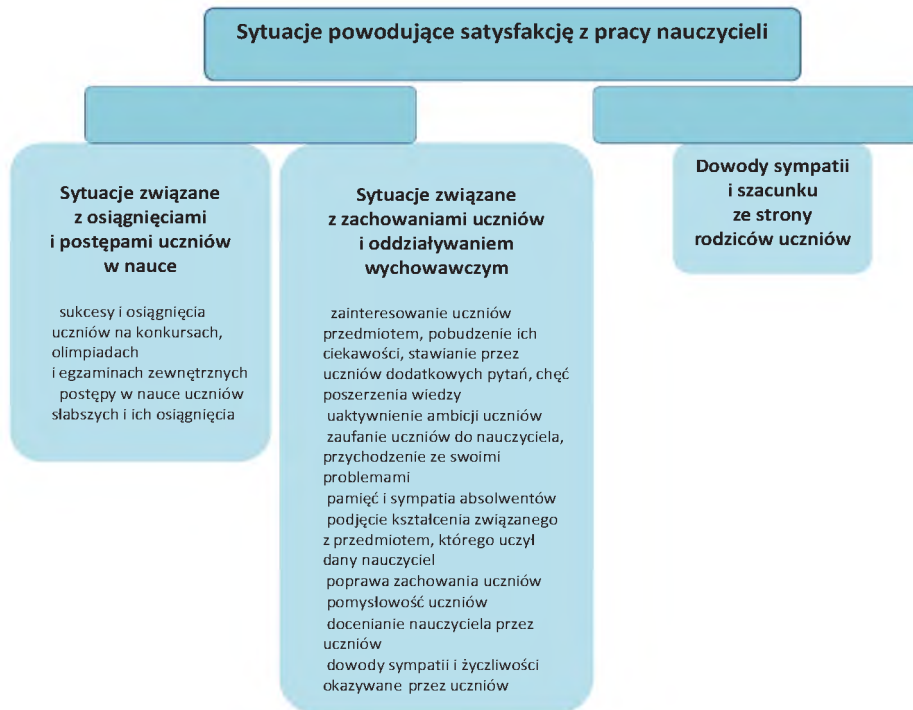 Sytuacje powodujące satysfakcję z pracy nauczycieli
Sytuacje związane
z osiągnięciami
i postępami uczniów
w nauce
sukcesy i osiągnięcia
uczniów na konkursach,
olimpiadach
i egzaminach zewnętrznych
postępy w nauce uczniów
słabszych i ich osiągnięcia
Sytuacje związane
z zachowaniami uczniów
i oddziaływaniem
wychowawczym
zainteresowanie uczniów
przedmiotem, pobudzenie ich
ciekawości, stawianie przez
uczniów dodatkowych pytań, chęć
poszerzenia wiedzy
uaktywnienie ambicji uczniów
zaufanie uczniów do nauczyciela,
przychodzenie ze swoimi
problemami
pamięć i sympatia absolwentów
podjęcie kształcenia związanego
z przedmiotem, którego uczył
dany nauczyciel
poprawa zachowania uczniów
pomysłowość uczniów
docenianie nauczyciela przez
uczniów
dowody sympatii i życzliwości
okazywane przez uczniów
Dowody sympatii
i szacunku
ze strony
rodziców uczniów